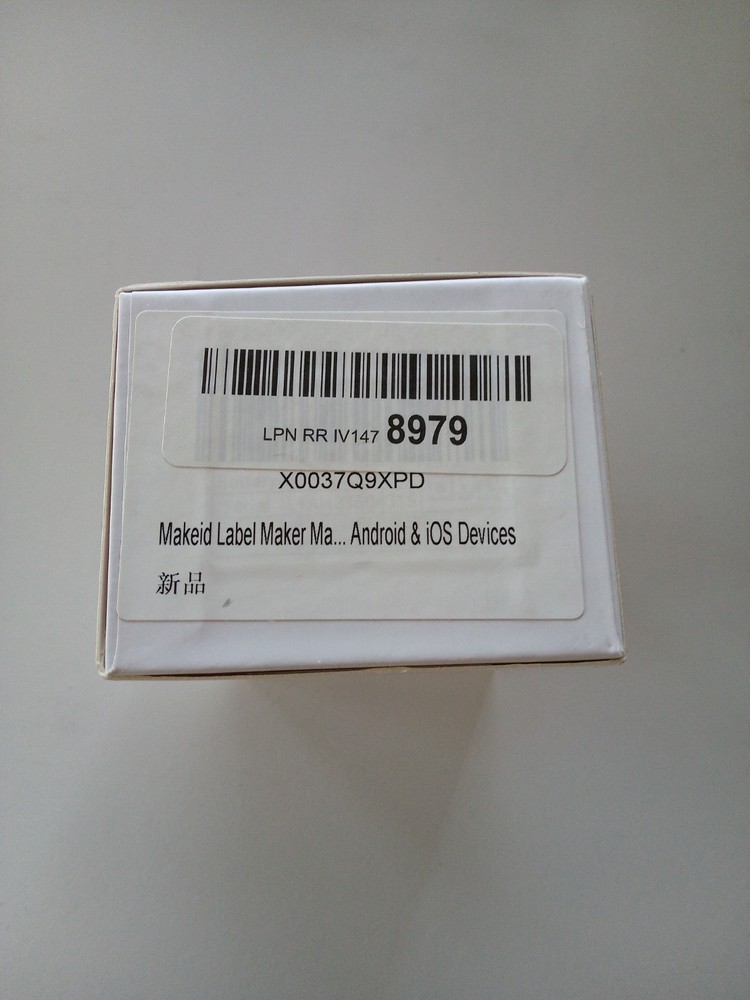 LPN RR IV147 8979
X0037Q9XPD
Makeid Label Maker Ma... Android & iOS Devices
新品